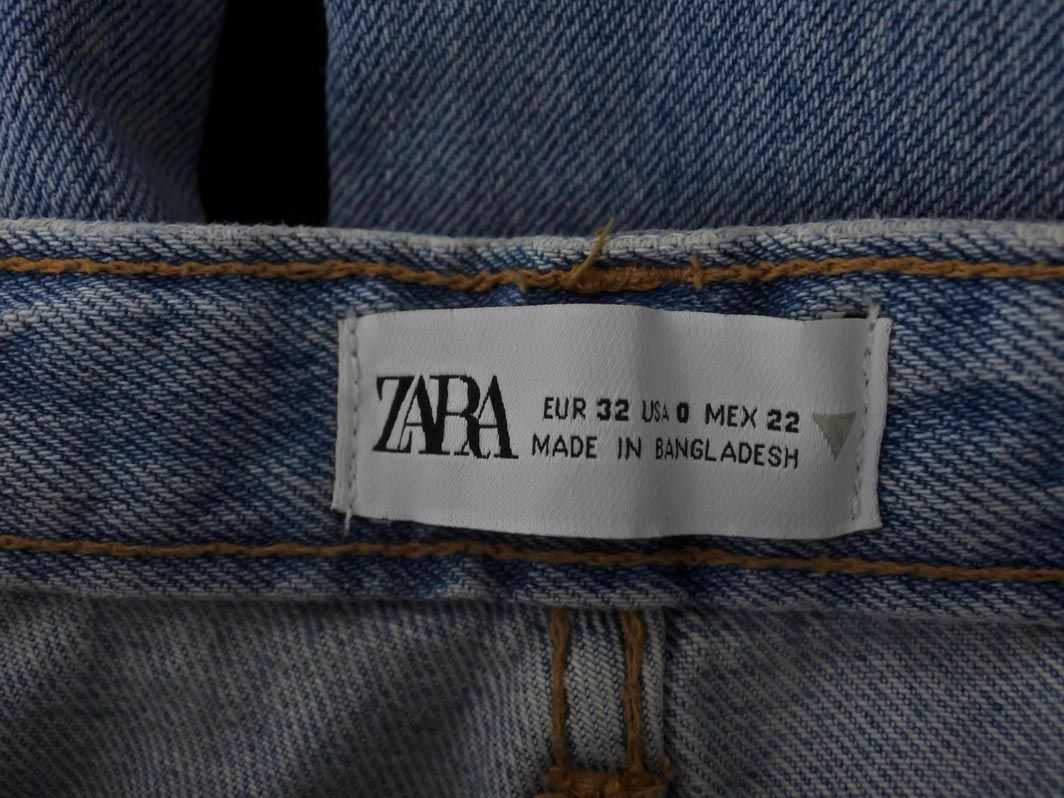 ZARA
EUR 32 USA 0 MEX 22
MADE IN BANGLADESH